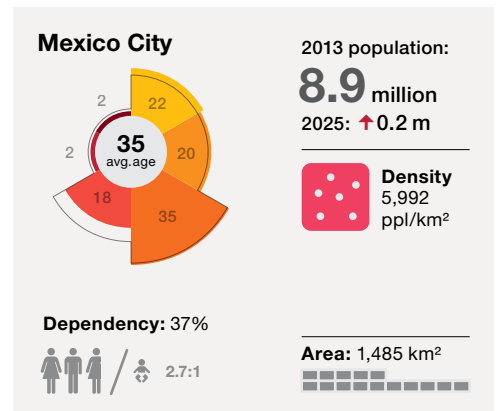 Mexico City
2
22
2
35
avg.age
20
18
35
Dependency: 37%
2.7:1
2013 population:
8.9 million
2025: ↑0.2 m
Density
5,992
ppl/km²
Area: 1,485 km²